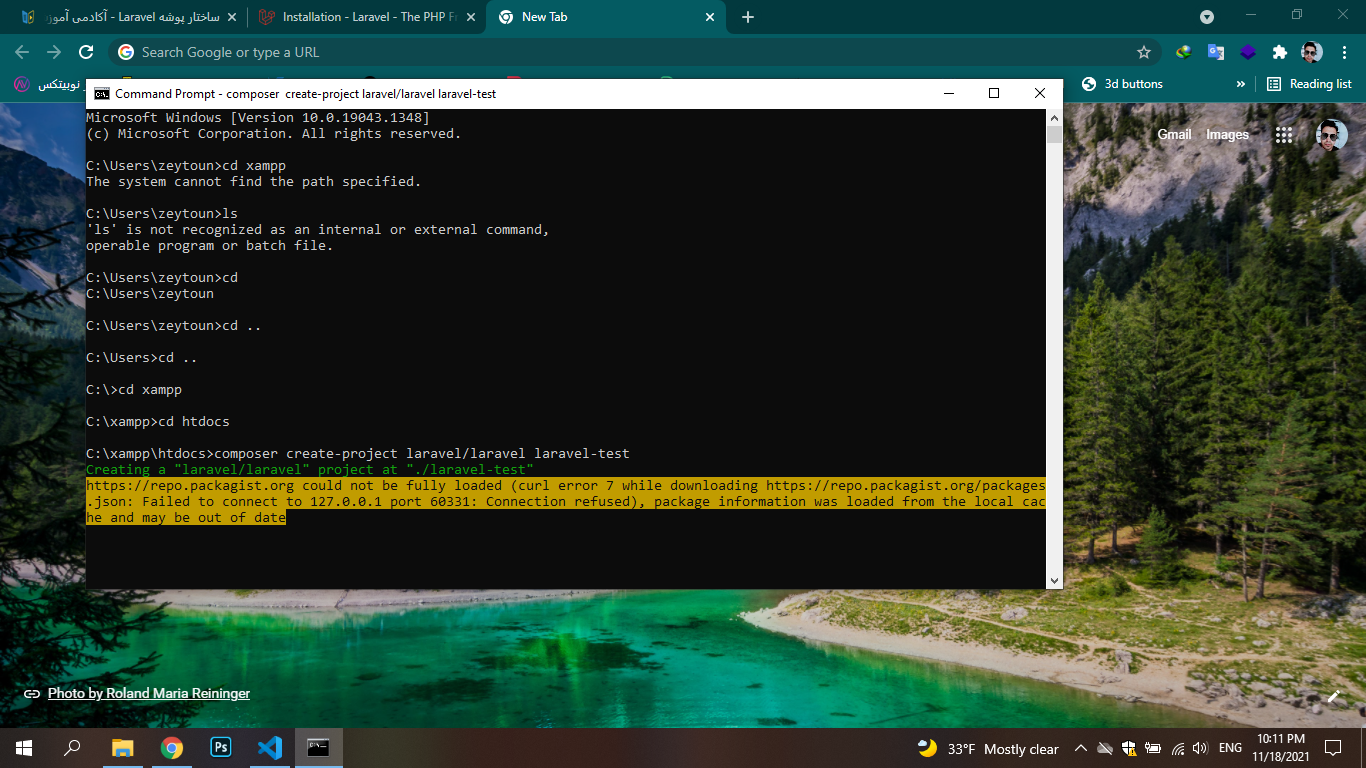 ساختار پوشه Laravel - آکادمی آموز
Installation - Laravel - The PHP Fr
New Tab
Search Google or type a URL
نوبیتکس
3d buttons
»
Reading list
Command Prompt - composer  create-project laravel/laravel laravel-test
Gmail
Images
Microsoft Windows [Version 10.0.19043.1348]
(c) Microsoft Corporation. All rights reserved.
C:\Users\zeytoun>cd xampp
The system cannot find the path specified.
C:\Users\zeytoun>ls
'ls' is not recognized as an internal or external command,
operable program or batch file.
C:\Users\zeytoun>cd
C:\Users\zeytoun
C:\Users\zeytoun>cd ..
C:\Users>cd ..
C:\>cd xampp
C:\xampp>cd htdocs
C:\xampp\htdocs>composer create-project laravel/laravel laravel-test
Creating a "laravel/laravel" project at "./laravel-test"
https://repo.packagist.org could not be fully loaded (curl error 7 while downloading https://repo.packagist.org/packages
.json: Failed to connect to 127.0.0.1 port 60331: Connection refused), package information was loaded from the local cac
he and may be out of date
Photo by Roland Maria Reininger
Ps
33°F Mostly clear
ENG
10:11 PM
11/18/2021